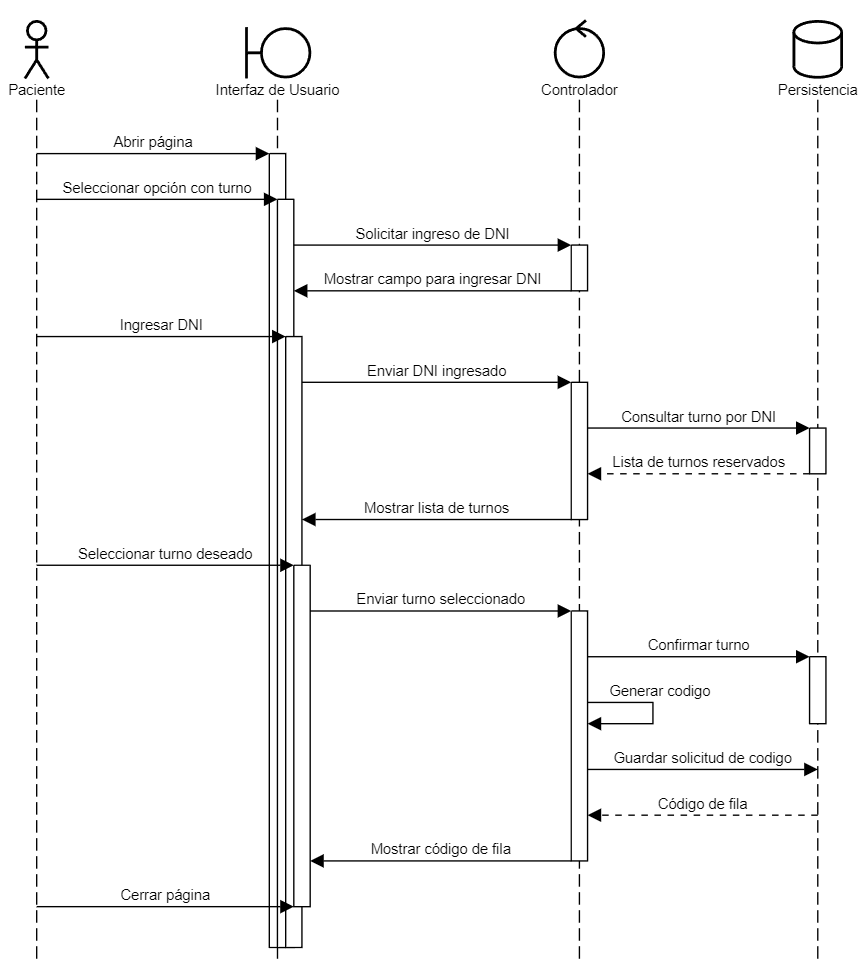 Paciente
Interfaz de Usuario
Controlador
Persistencia
Abrir página
Seleccionar opción con turno
Solicitar ingreso de DNI
Mostrar campo para ingresar DNI
Ingresar DNI
Enviar DNI ingresado
Consultar turno por DNI
Lista de turnos reservados
Mostrar lista de turnos
Seleccionar turno deseado
Enviar turno seleccionado
Confirmar turno
Generar codigo
Guardar solicitud de codigo
Código de fila
Mostrar código de fila
Cerrar página